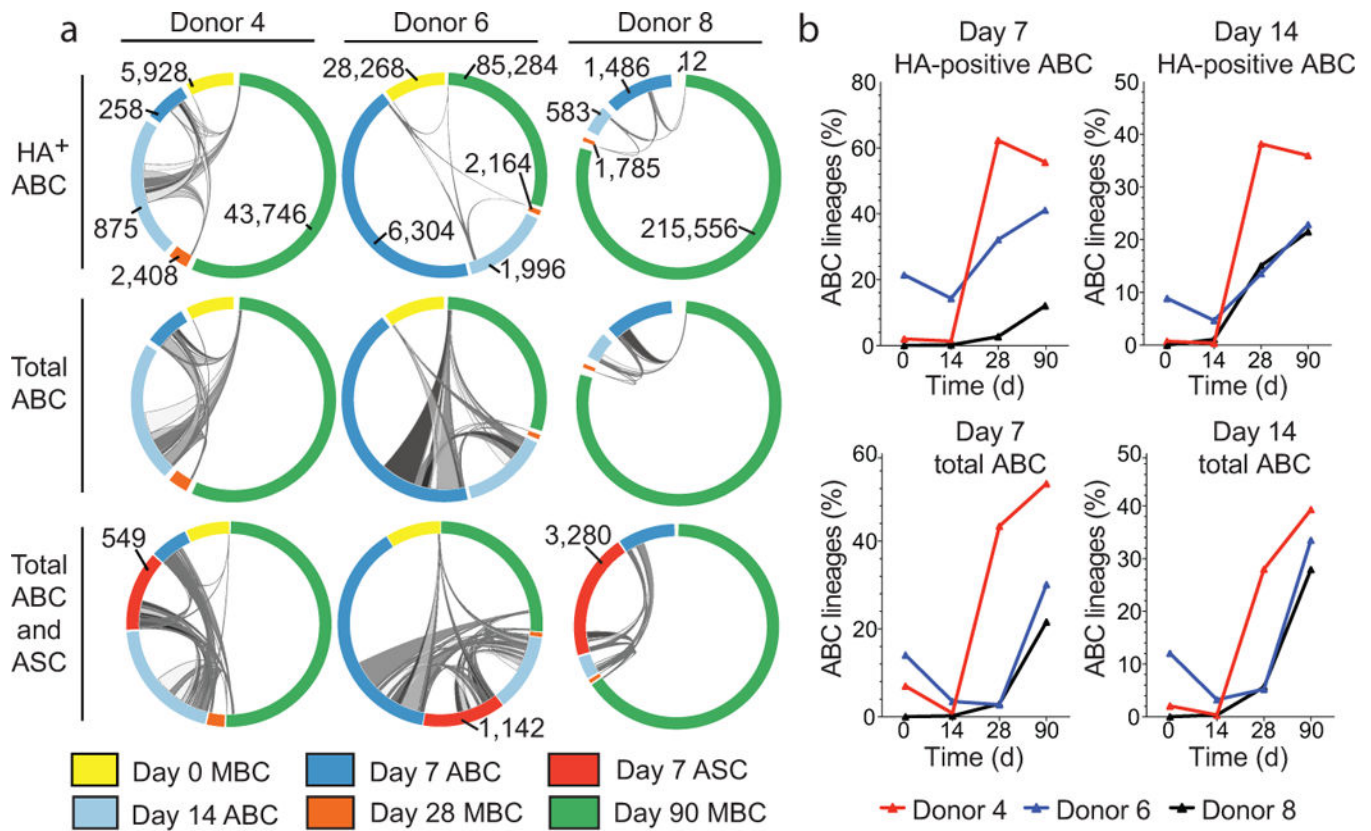 a
Donor 4
Donor 6
Donor 8
HA+
ABC
5,928
258
875
2,408
43,746
28,268
85,284
2,164
6,304
1,996
12
1,486
583
1,785
215,556
Total
ABC
Total
ABC
and
ASC
549
1,142
3,280
Day 0 MBC
Day 7 ABC
Day 7 ASC
Day 14 ABC
Day 28 MBC
Day 90 MBC
b
Day 7
HA-positive ABC
ABC lineages (%)
80
60
40
20
0
0 14 28 90
Time (d)
Day 14
HA-positive ABC
ABC lineages (%)
50
40
30
20
10
0
0 14 28 90
Time (d)
Day 7
total ABC
ABC lineages (%)
60
40
20
0
0 14 28 90
Time (d)
Day 14
total ABC
ABC lineages (%)
50
40
30
20
10
0
0 14 28 90
Time (d)
Donor 4
Donor 6
Donor 8